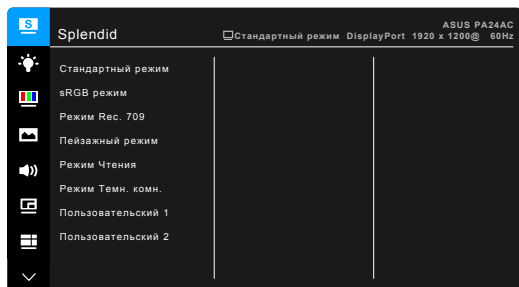 S
Splendid
ASUS PA24AC
Стандартный режим DisplayPort 1920 x 1200@ 60Hz
Стандартный режим
sRGB режим
Режим Rec. 709
Пейзажный режим
Режим Чтения
Режим Темн. комн.
Пользовательский 1
Пользовательский 2